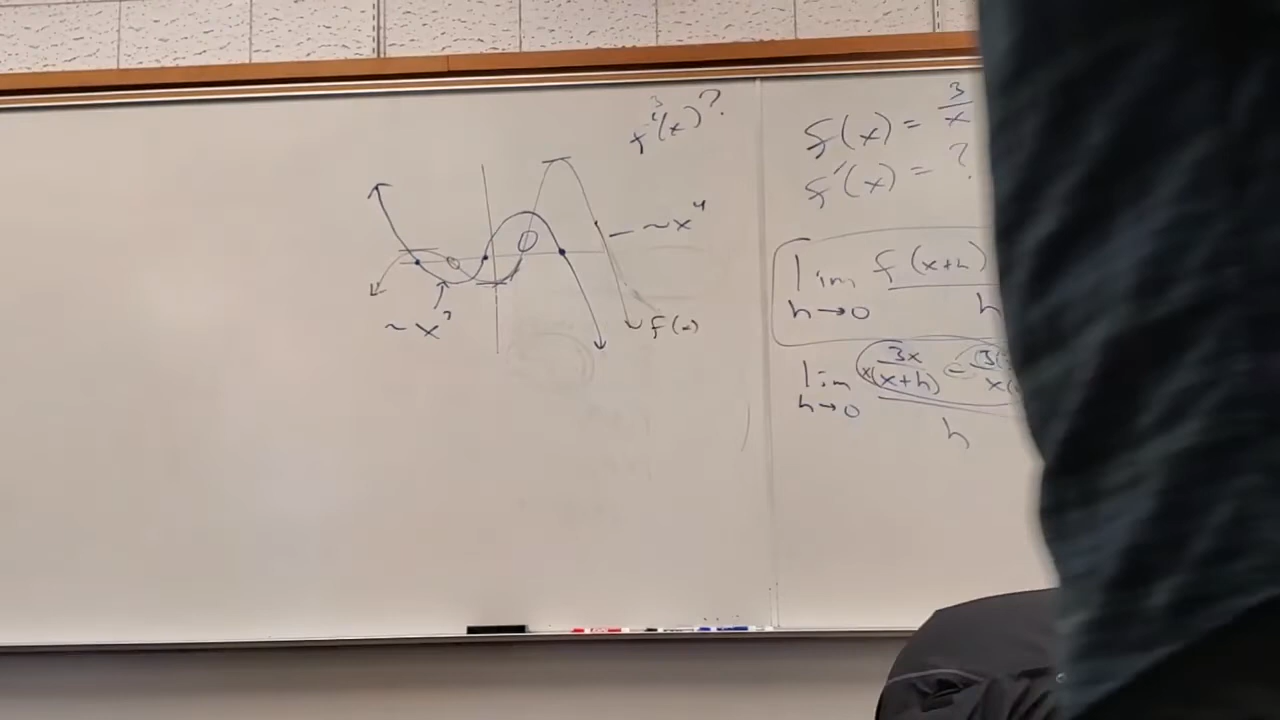 ~x⁴
f(x)
~x³
f(x) = 3/x
f'(x) = ?
lim h→0 f(x+h)
h
lim h→0 3x/x(x+h) -
h